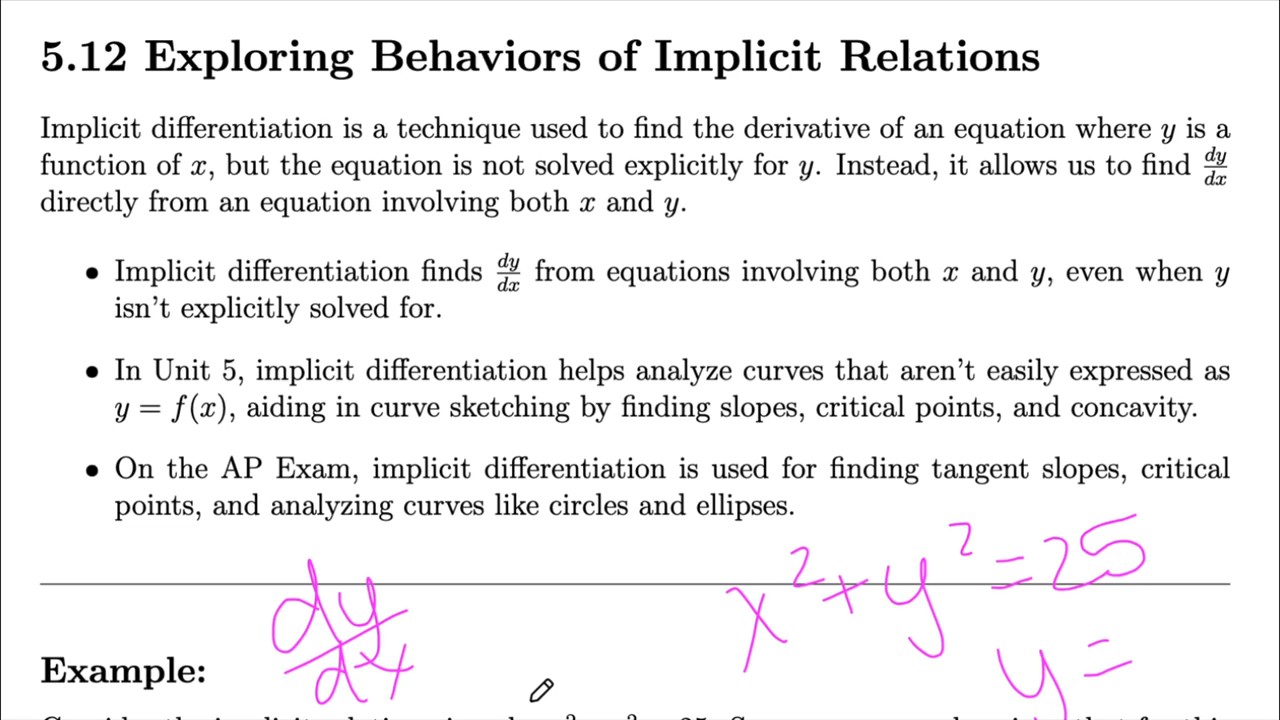 5.12 Exploring Behaviors of Implicit Relations
Implicit differentiation is a technique used to find the derivative of an equation where y is a
function of x, but the equation is not solved explicitly for y. Instead, it allows us to find dy/dx
directly from an equation involving both x and y.
• Implicit differentiation finds dy/dx from equations involving both x and y, even when y
isn't explicitly solved for.
• In Unit 5, implicit differentiation helps analyze curves that aren't easily expressed as
y = f(x), aiding in curve sketching by finding slopes, critical points, and concavity.
• On the AP Exam, implicit differentiation is used for finding tangent slopes, critical
points, and analyzing curves like circles and ellipses.
dy/dx
x² + y² = 25
y =
Example: